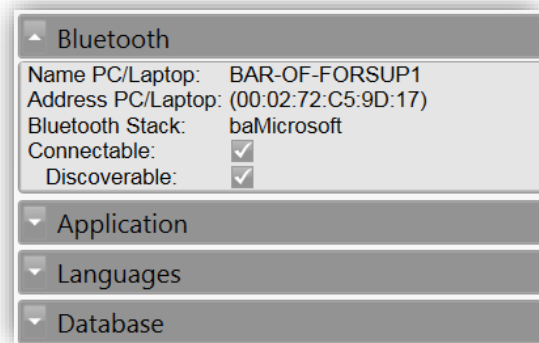 Bluetooth
Name PC/Laptop: BAR-OF-FORSUP1
Address PC/Laptop: (00:02:72:C5:9D:17)
Bluetooth Stack: baMicrosoft
Connectable:
Discoverable:
Application
Languages
Database